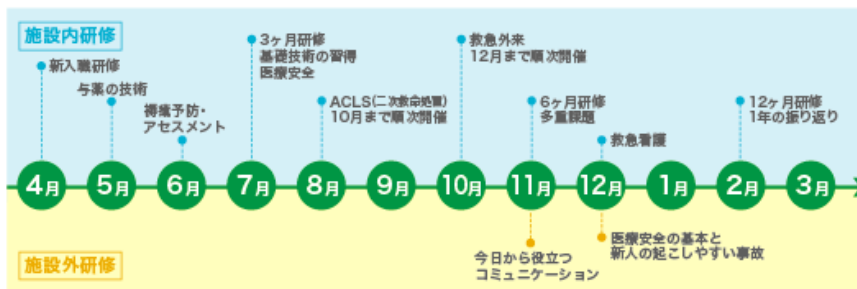 施設内研修
新入職研修
与薬の技術
褥瘡予防・
アセスメント
3ヶ月研修
基礎技術の習得
医療安全
ACLS(二次救命処置)
10月まで順次開催
救急外来
12月まで順次開催
6ヶ月研修
多重課題
救急看護
12ヶ月研修
1年の振り返り
4月 5月 6月 7月 8月 9月 10月 11月 12月 1月 2月 3月
施設外研修
今日から役立つ
コミュニケーション
医療安全の基本と
新人の起こしやすい事故